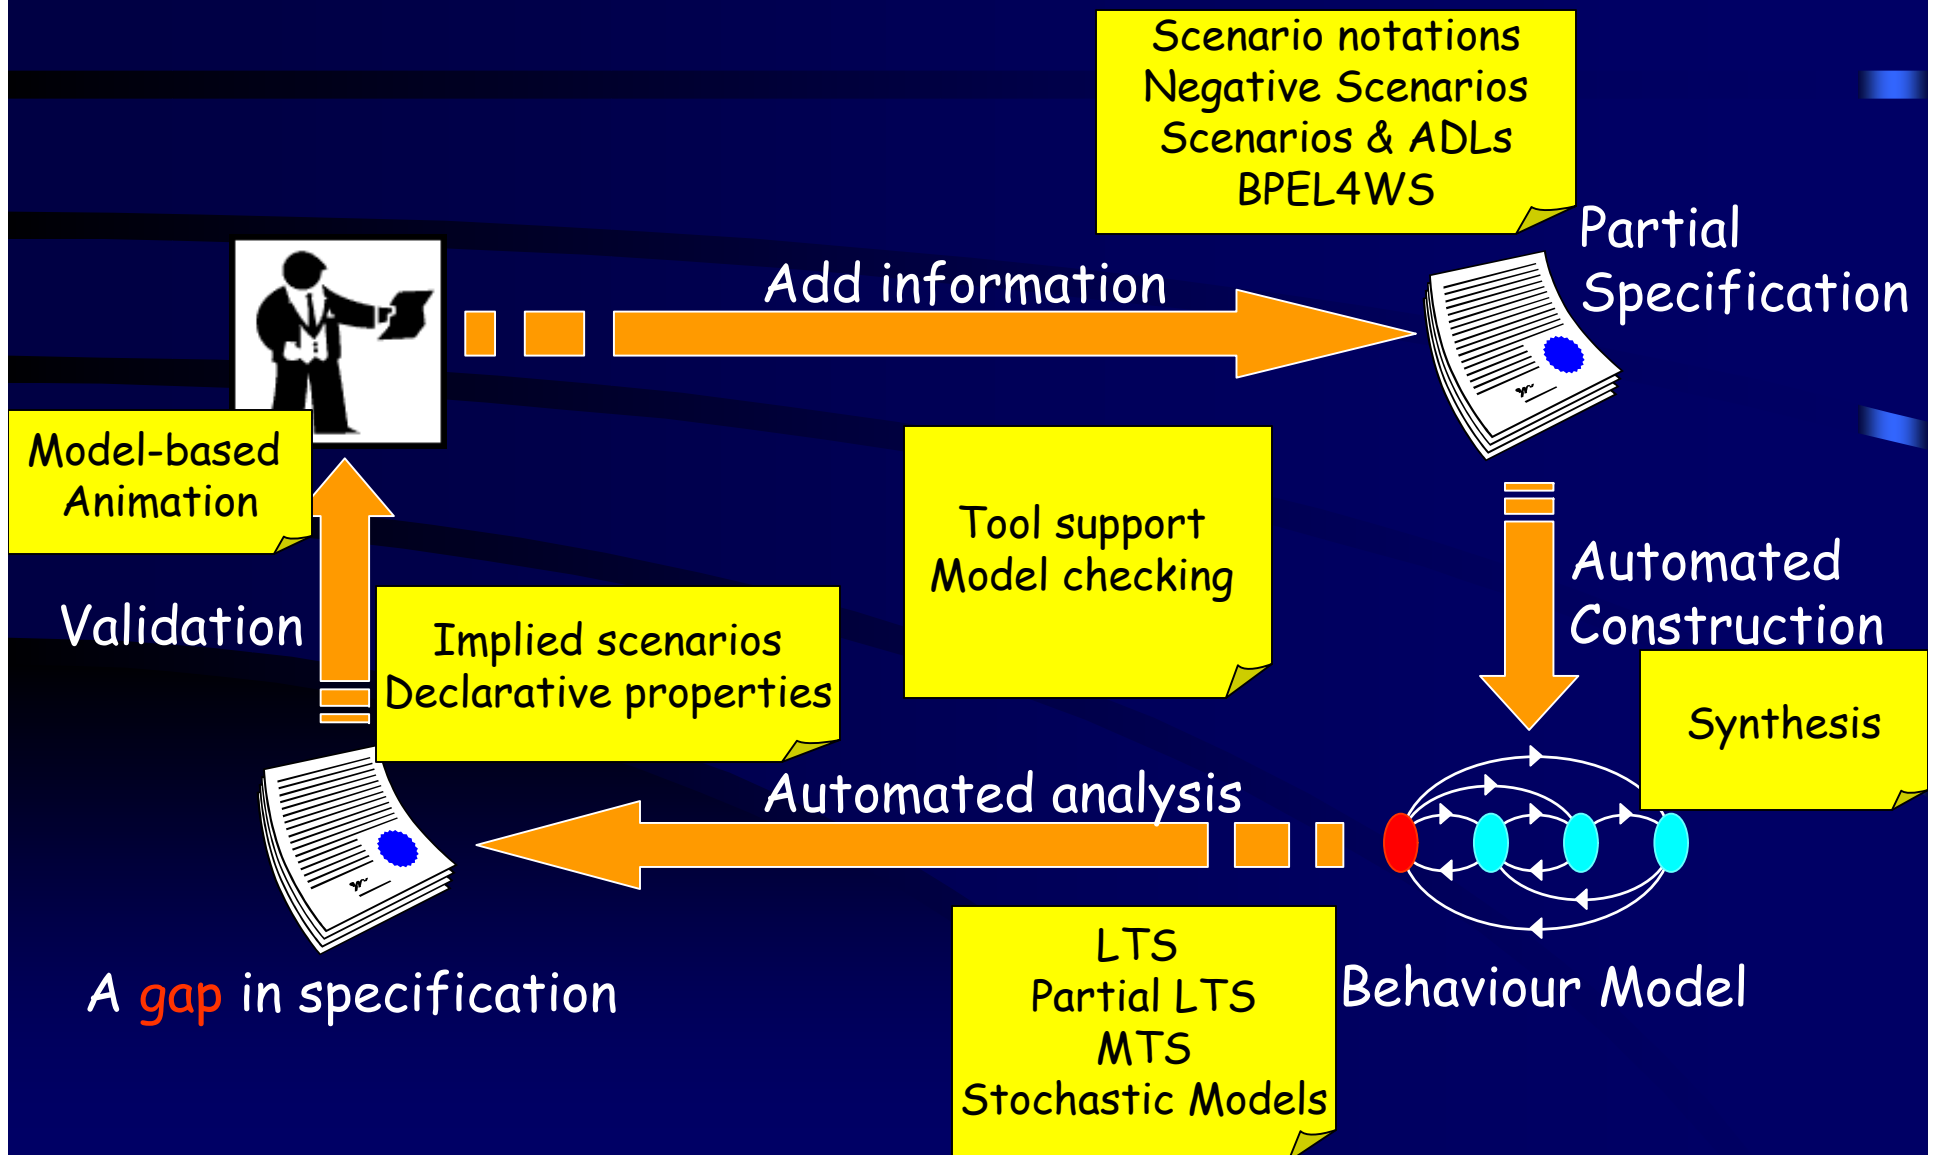 Scenario notations
Negative Scenarios
Scenarios & ADLs
BPEL4WS
Partial
Specification
Add information
Model-based
Animation
Tool support
Model checking
Automated
Construction
Validation
Implied scenarios
Declarative properties
Synthesis
Automated analysis
LTS
Partial LTS
MTS
Stochastic Models
Behaviour Model
A gap in specification